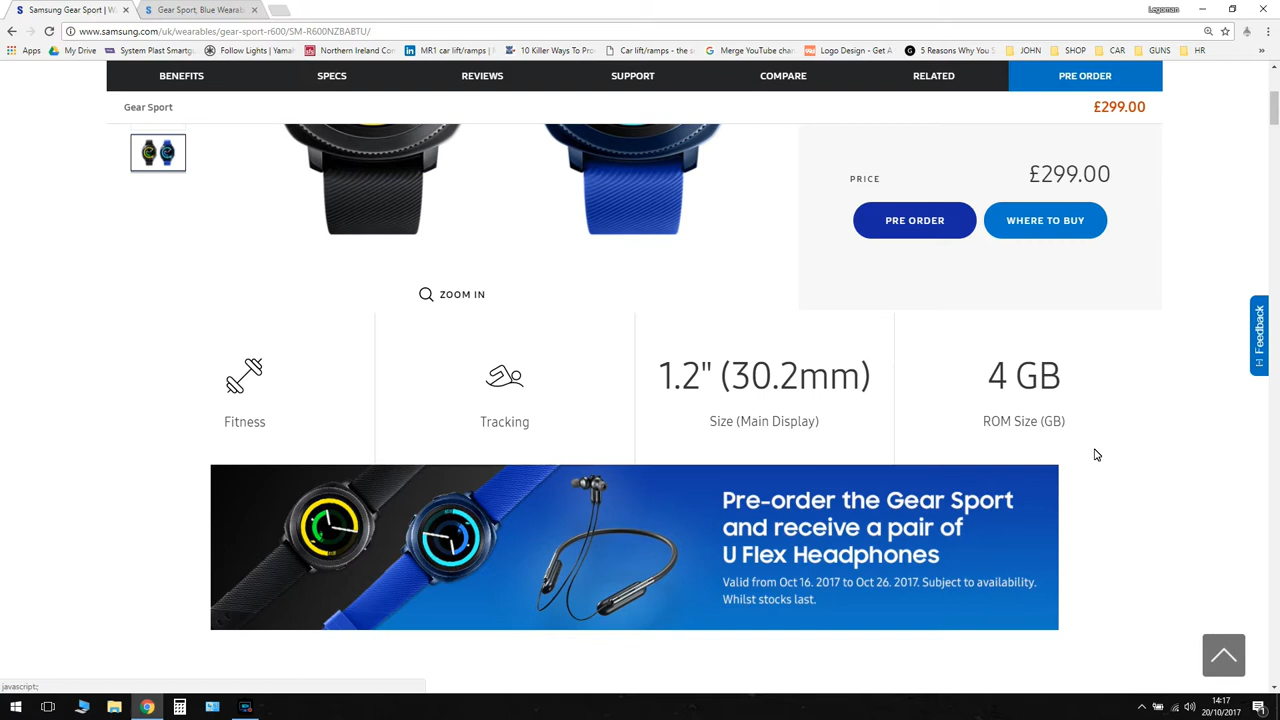 Samsung Gear Sport |
Gear Sport, Blue Wearab
Legoman
www.samsung.com/uk/wearables/gear-sport-r600/SM-R600NZBABTU/
Apps
My Drive
System Plast Smartg
Follow Lights | Yama
Northern Ireland Con
MR1 car lift/ramps -
10 Killer Ways To Pro
Car lift/ramps - the s
Merge YouTube chan
Logo Design - Get A
5 Reasons Why You S
JOHN
SHOP
CAR
GUNS
HR
BENEFITS
SPECS
REVIEWS
SUPPORT
COMPARE
RELATED
PRE ORDER
Gear Sport
£299.00
PRICE
£299.00
PRE ORDER
WHERE TO BUY
ZOOM IN
Feedback
1.2" (30.2mm)
4 GB
Fitness
Tracking
Size (Main Display)
ROM Size (GB)
Pre-order the Gear Sport
and receive a pair of
U Flex Headphones
Valid from Oct 16. 2017 to Oct 26. 2017. Subject to availability.
Whilst stocks last.
javascript:;
14:17
20/10/2017